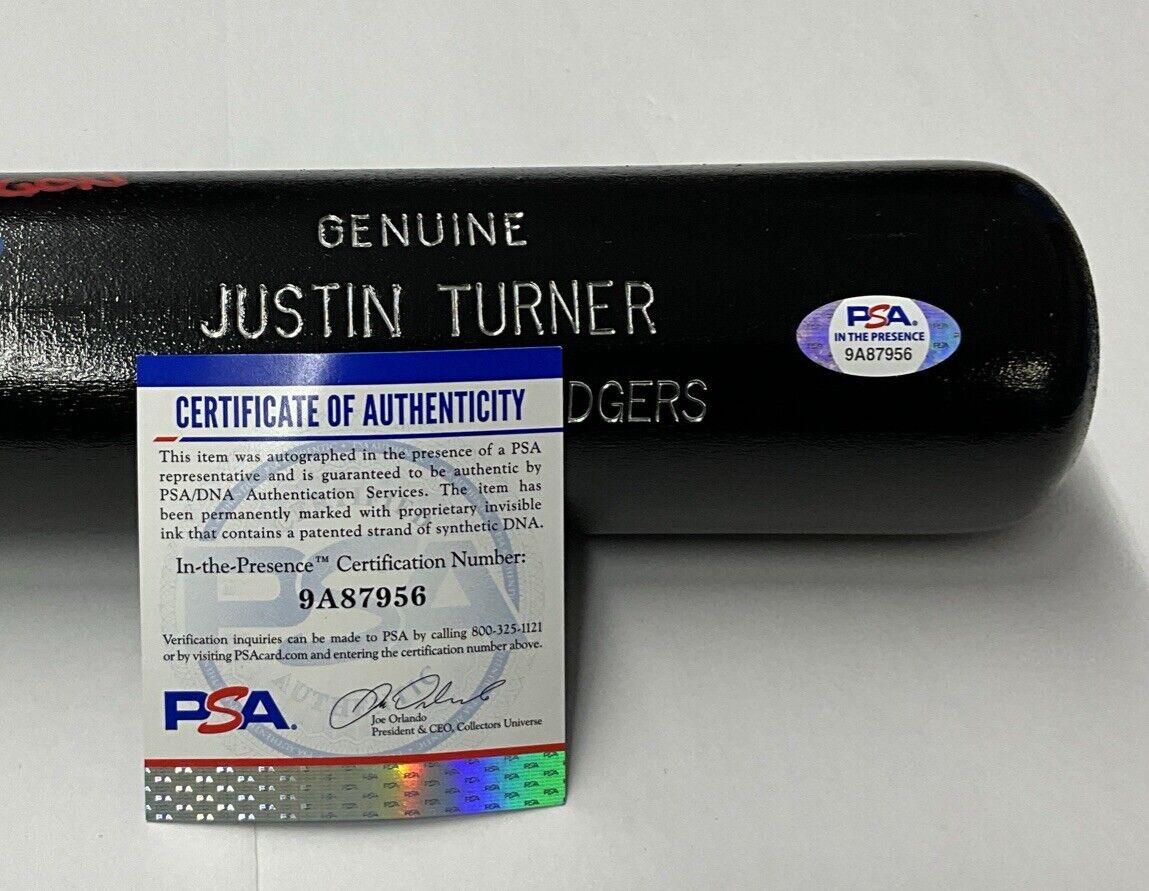 GENUINE
JUSTIN TURNER
DGERS
PSA
IN THE PRESENCE
9A87956
CERTIFICATE OF AUTHENTICITY
This item was autographed in the presence of a PSA
representative and is guaranteed to be authentic by
PSA/DNA Authentication Services. The item has
been permanently marked with proprietary invisible
ink that contains a patented strand of synthetic DNA.
In-the-Presence™ Certification Number:
9A87956
Verification inquiries can be made to PSA by calling 800-325-1121
or by visiting PSAcard.com and entering the certification number above.
PSA
Joe Orlando
President & CEO, Collectors Universe